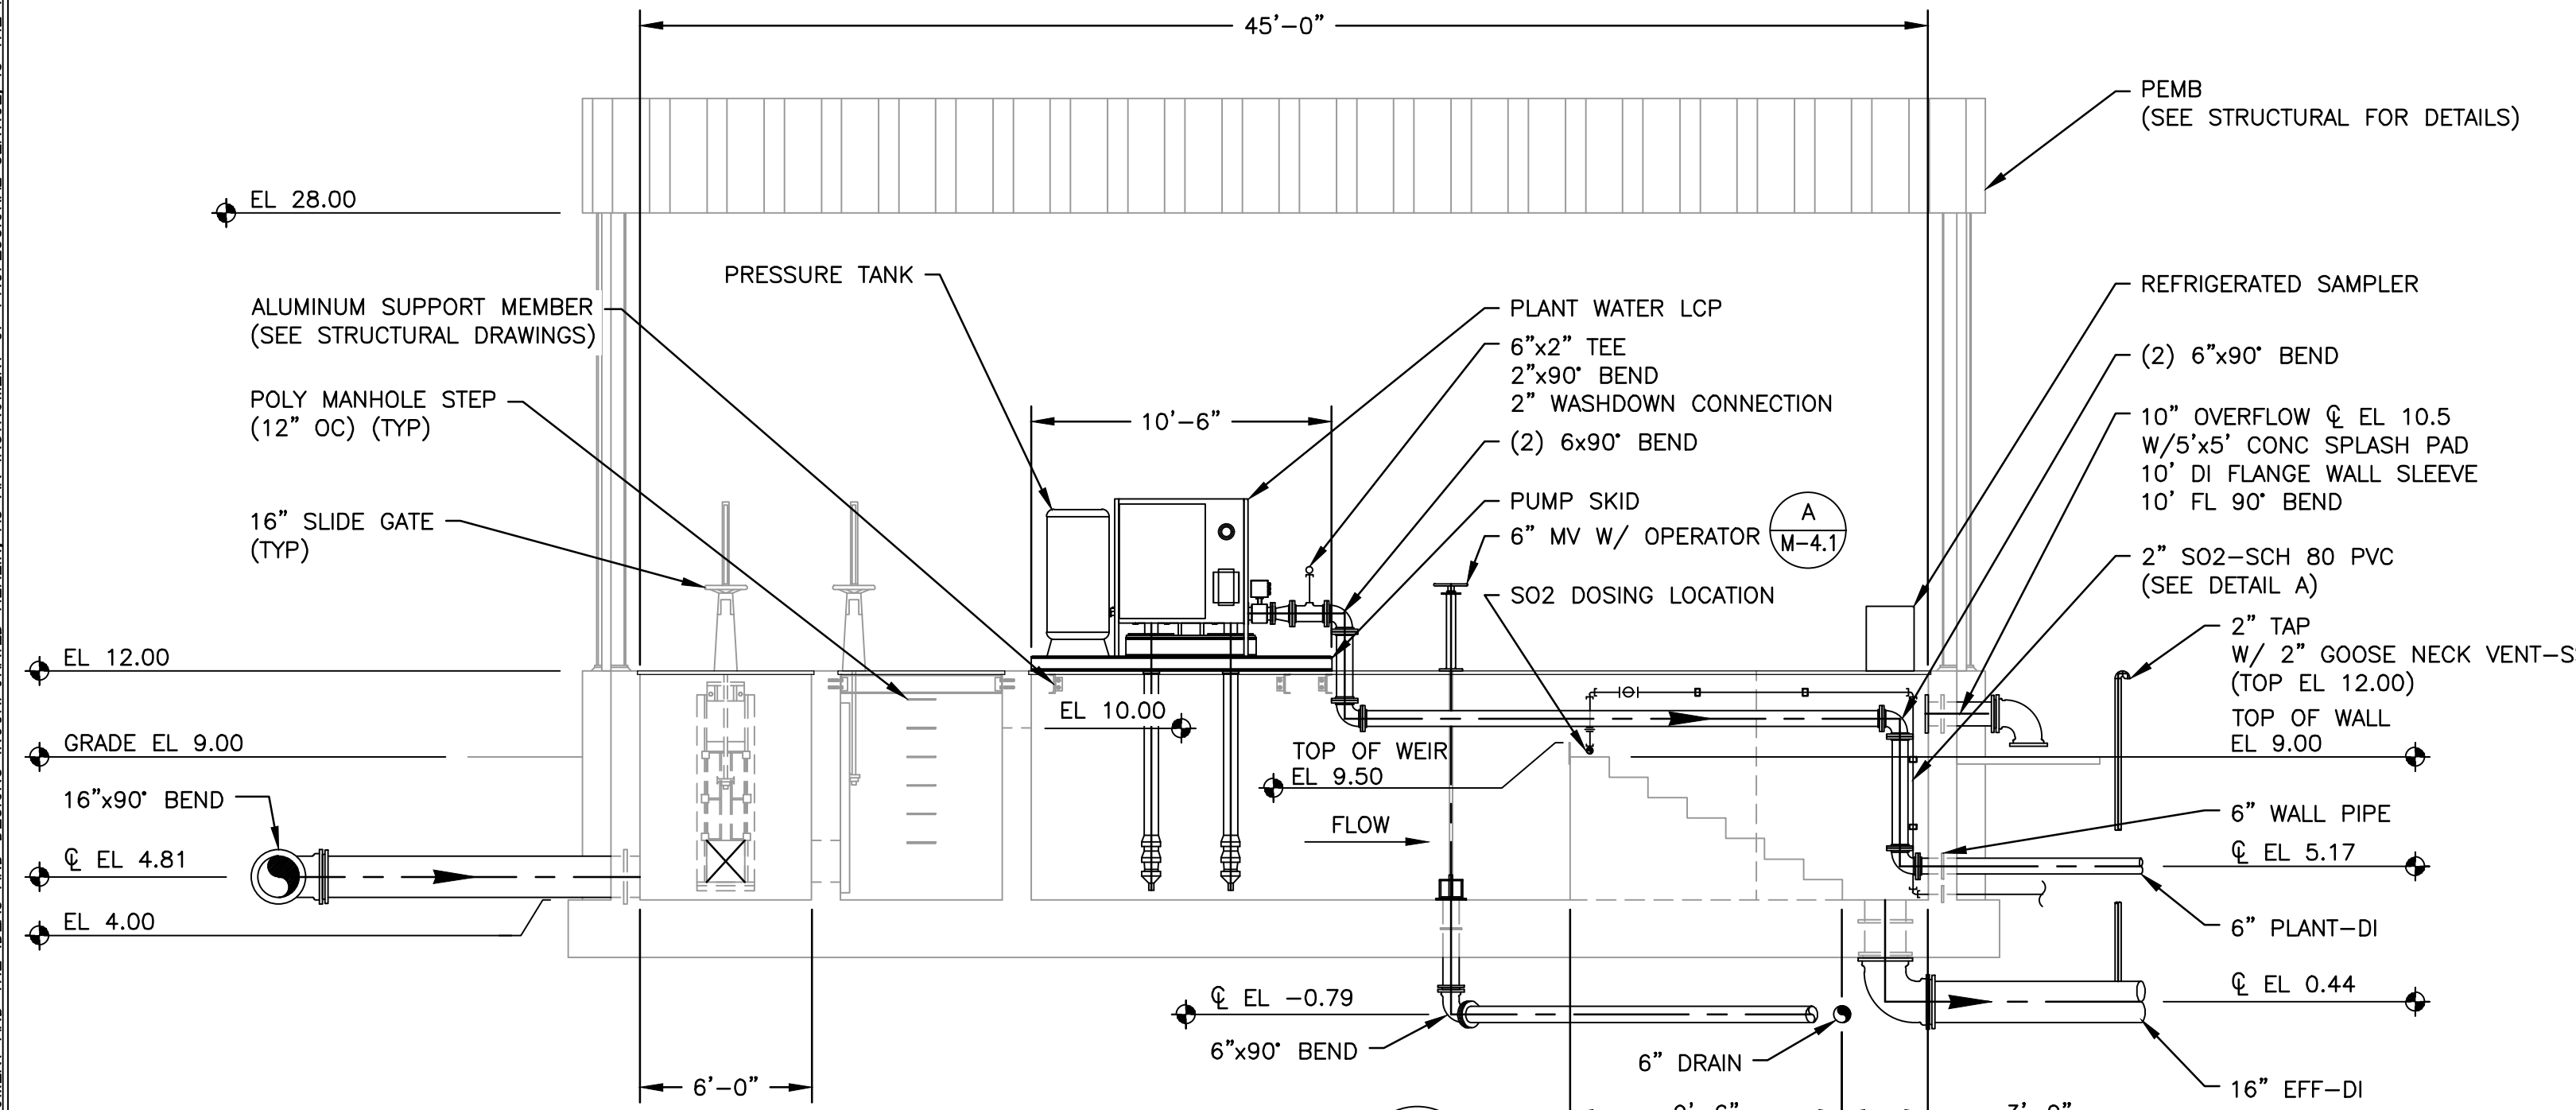 45'-0"
PEMB
(SEE STRUCTURAL FOR DETAILS)
EL 28.00
PRESSURE TANK
ALUMINUM SUPPORT MEMBER
(SEE STRUCTURAL DRAWINGS)
POLY MANHOLE STEP
(12" OC) (TYP)
16" SLIDE GATE
(TYP)
10'-6"
PLANT WATER LCP
6"x2" TEE
2"x90° BEND
2" WASHDOWN CONNECTION
(2) 6x90° BEND
PUMP SKID
6" MV W/ OPERATOR
A
M-4.1
SO2 DOSING LOCATION
REFRIGERATED SAMPLER
(2) 6"x90° BEND
10" OVERFLOW ℄ EL 10.5
W/5'x5' CONC SPLASH PAD
10' DI FLANGE WALL SLEEVE
10' FL 90° BEND
2" SO2-SCH 80 PVC
(SEE DETAIL A)
2" TAP
W/ 2" GOOSE NECK VENT-S
(TOP EL 12.00)
TOP OF WALL
EL 9.00
EL 12.00
GRADE EL 9.00
16"x90° BEND
℄ EL 4.81
EL 4.00
EL 10.00
TOP OF WEIR
EL 9.50
FLOW
6" WALL PIPE
℄ EL 5.17
6" PLANT-DI
℄ EL 0.44
℄ EL -0.79
6"x90° BEND
6" DRAIN
16" EFF-DI
6'-0"